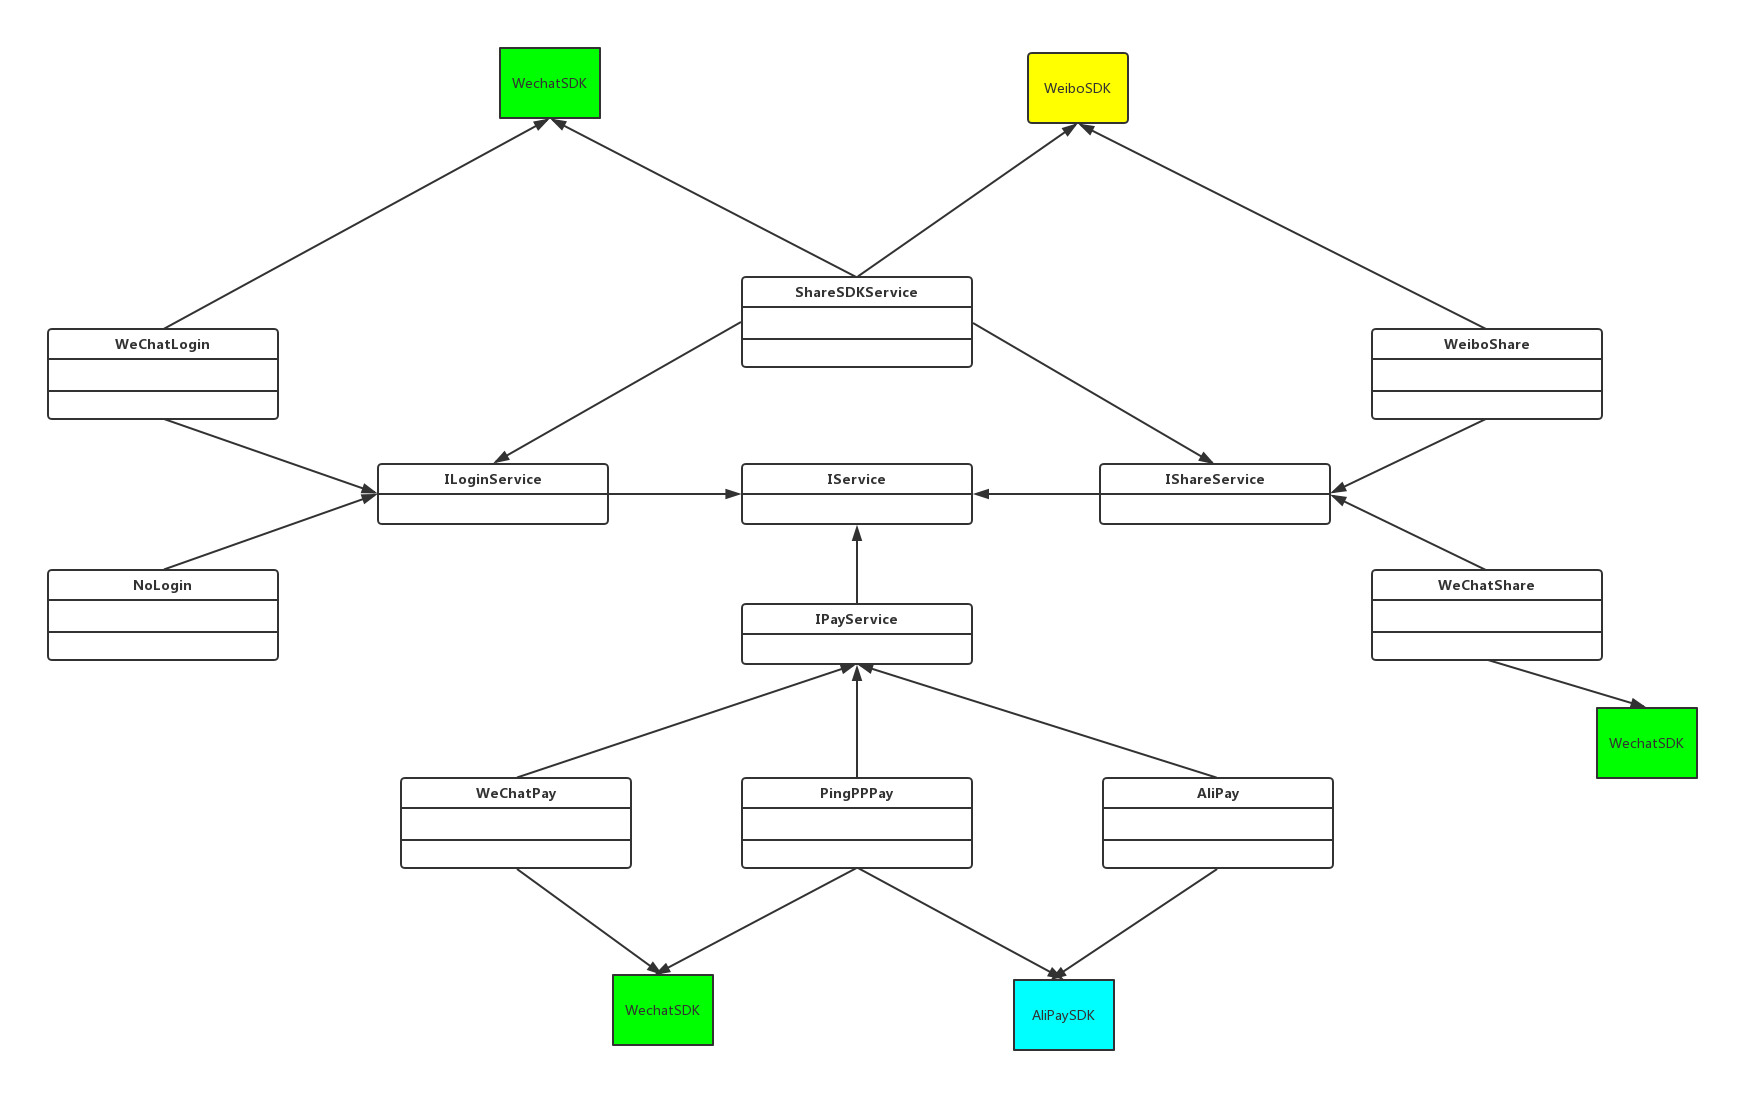 WechatSDK
WeiboSDK
ShareSDKService
WeChatLogin
WeiboShare
ILoginService
IService
IShareService
NoLogin
WeChatShare
IPayService
WechatSDK
WeChatPay
PingPPPay
AliPay
WechatSDK
AliPaySDK